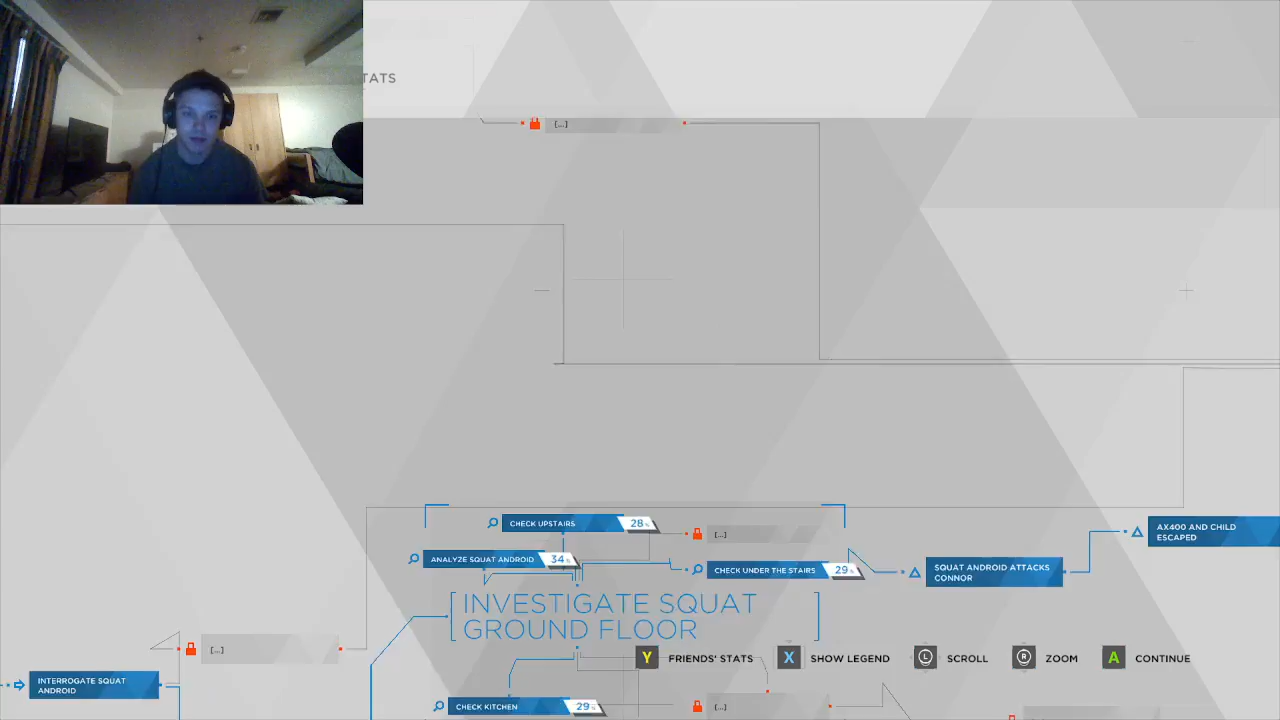 TATS
[...]
CHECK UPSTAIRS
28%
[...]
ANALYZE SQUAT ANDROID
34%
CHECK UNDER THE STAIRS
29%
SQUAT ANDROID ATTACKS
CONNOR
AX400 AND CHILD
ESCAPED
INVESTIGATE SQUAT
GROUND FLOOR
[...]
INTERROGATE SQUAT
ANDROID
Y FRIENDS' STATS
X SHOW LEGEND
L SCROLL
R ZOOM
A CONTINUE
CHECK KITCHEN
29%
[...]